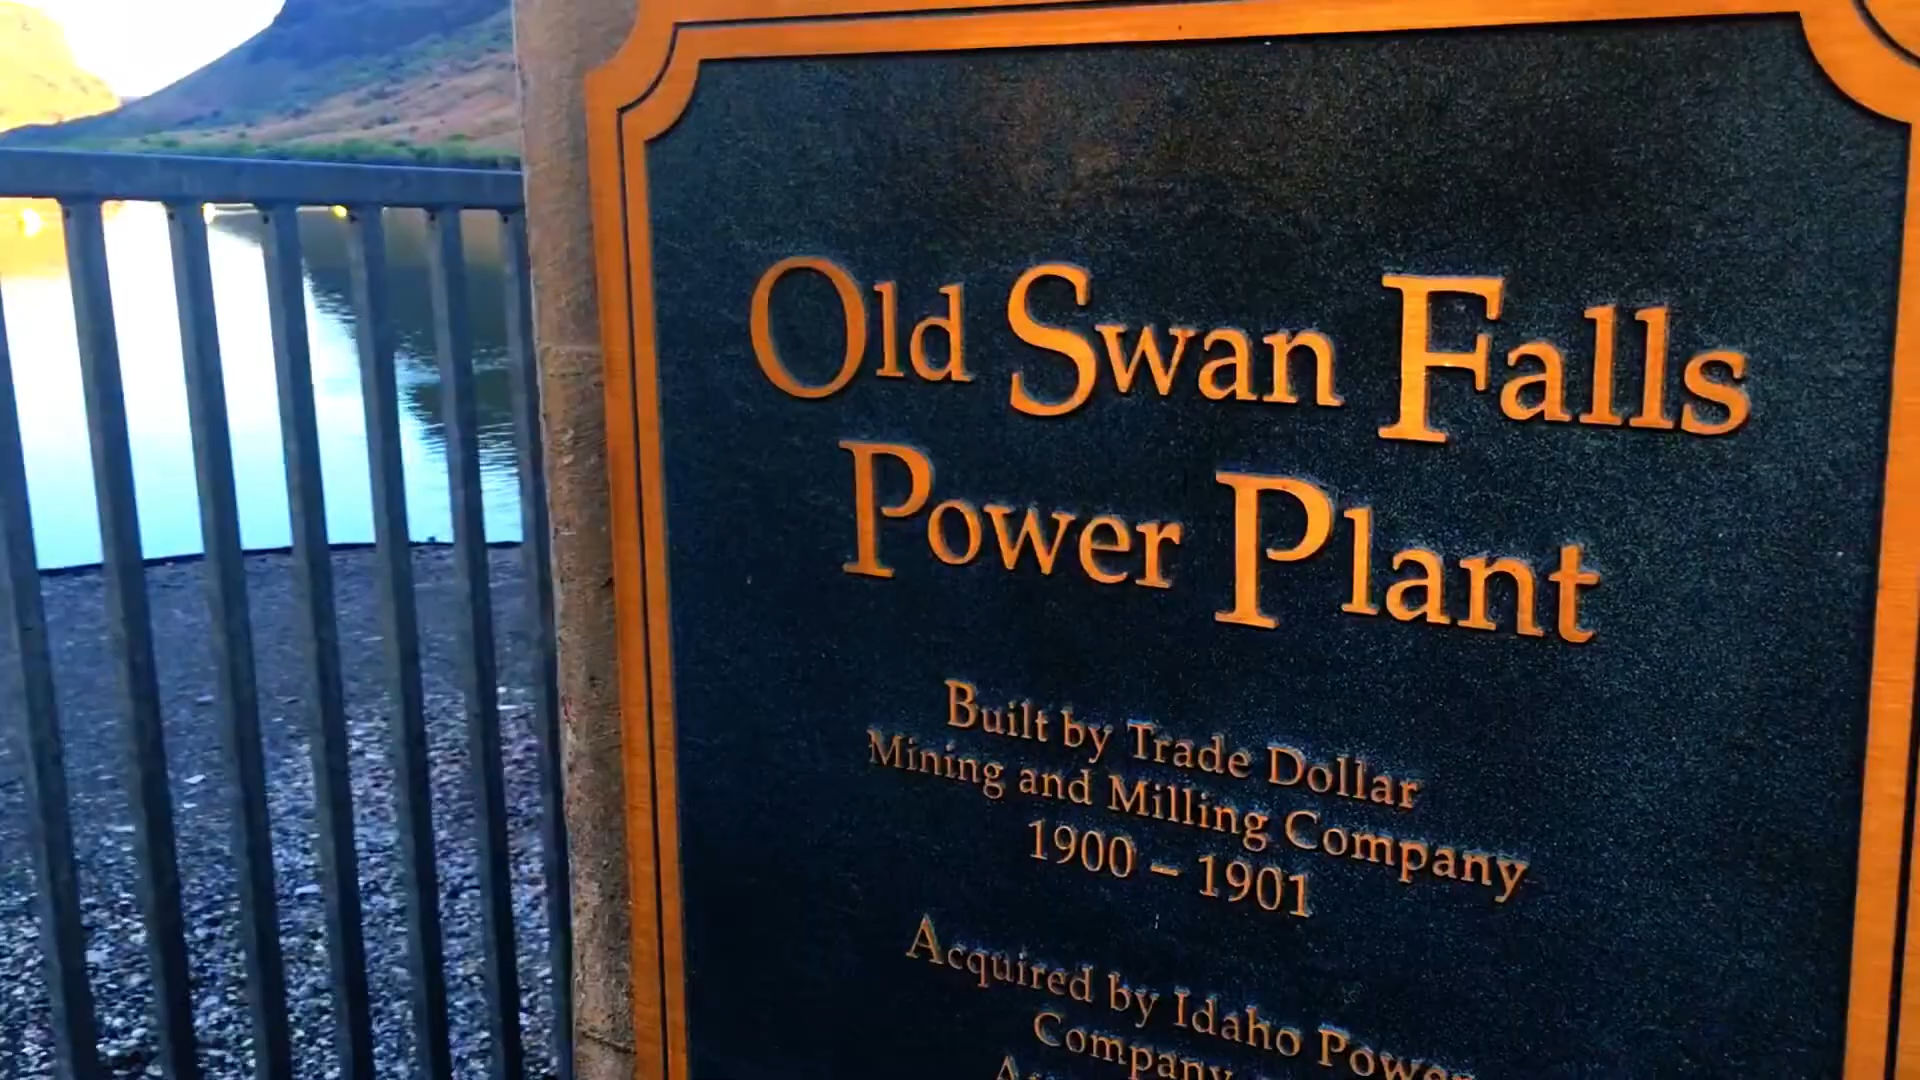 Old Swan Falls
Power Plant
Built by Trade Dollar
Mining and Milling Company
1900 – 1901
Acquired by Idaho Power
Company